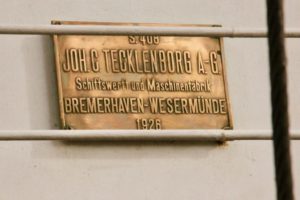 S. 408
JOH. C. TECKLENBORG A.-G.
Schiffswerft und Maschinenfabrik
BREMERHAVEN-WESERMÜNDE
1926